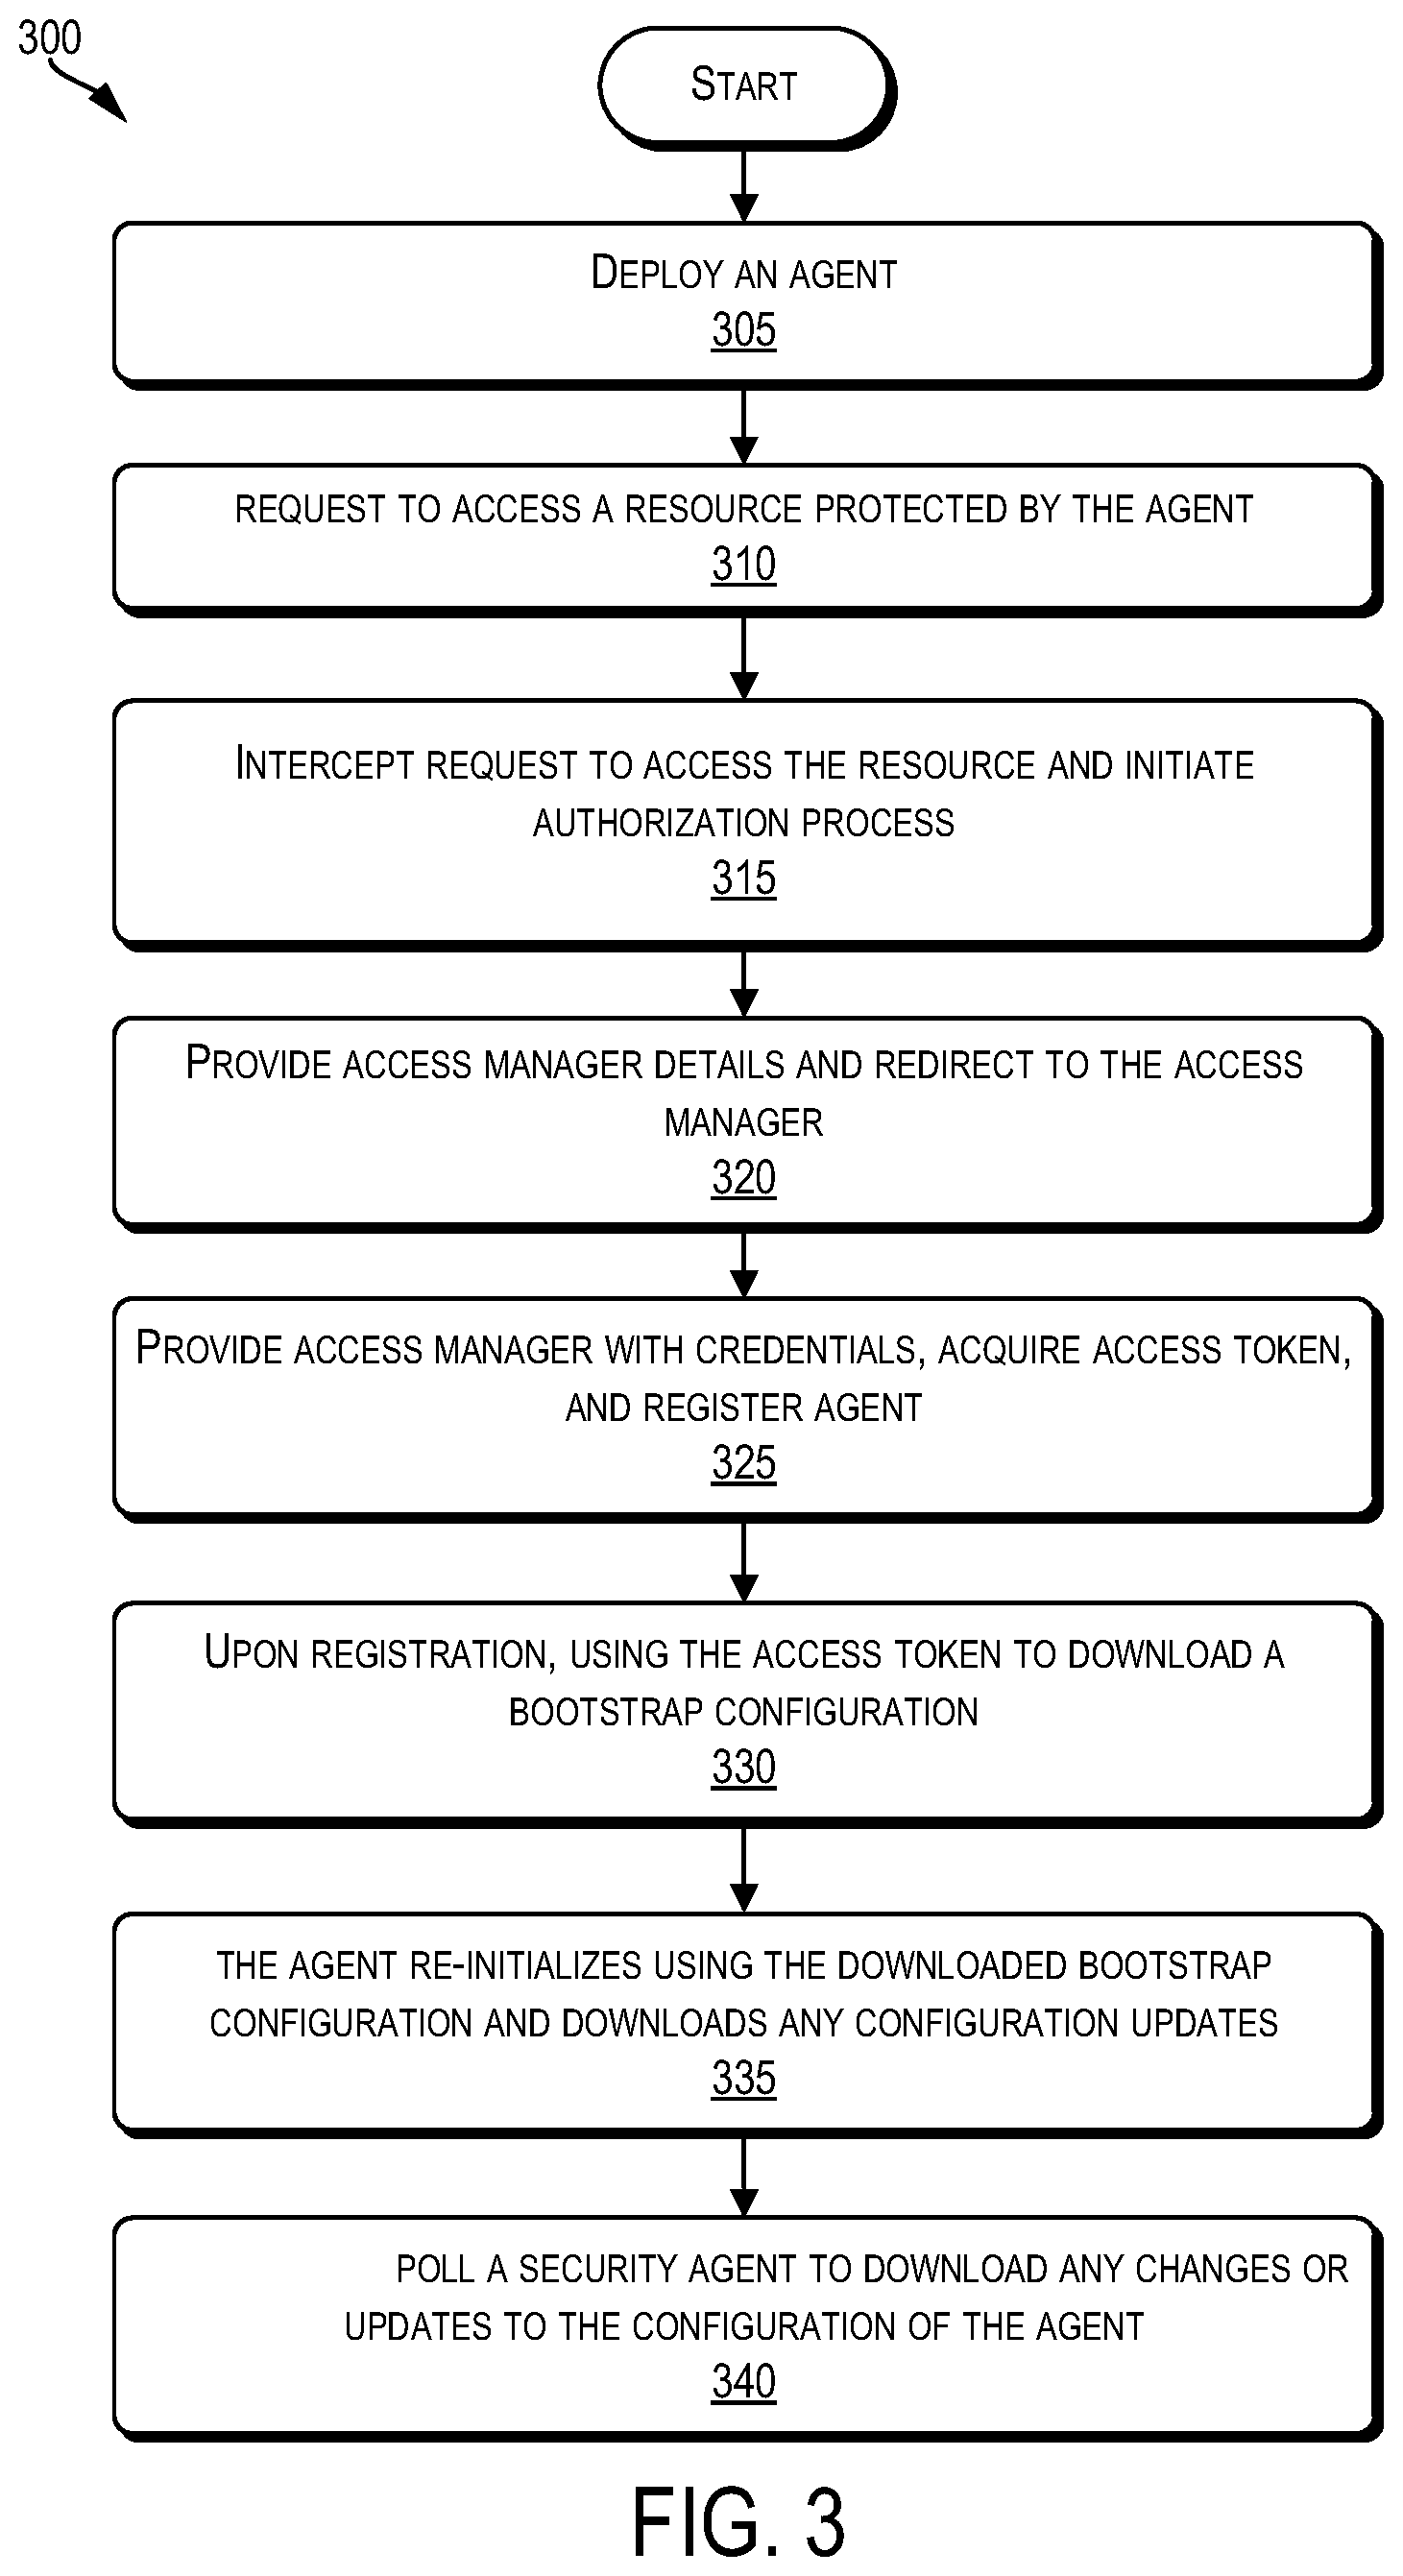 300
START
DEPLOY AN AGENT
305
REQUEST TO ACCESS A RESOURCE PROTECTED BY THE AGENT
310
INTERCEPT REQUEST TO ACCESS THE RESOURCE AND INITIATE
AUTHORIZATION PROCESS
315
PROVIDE ACCESS MANAGER DETAILS AND REDIRECT TO THE ACCESS
MANAGER
320
PROVIDE ACCESS MANAGER WITH CREDENTIALS, ACQUIRE ACCESS TOKEN,
AND REGISTER AGENT
325
UPON REGISTRATION, USING THE ACCESS TOKEN TO DOWNLOAD A
BOOTSTRAP CONFIGURATION
330
THE AGENT RE-INITIALIZES USING THE DOWNLOADED BOOTSTRAP
CONFIGURATION AND DOWNLOADS ANY CONFIGURATION UPDATES
335
POLL A SECURITY AGENT TO DOWNLOAD ANY CHANGES OR
UPDATES TO THE CONFIGURATION OF THE AGENT
340
FIG. 3